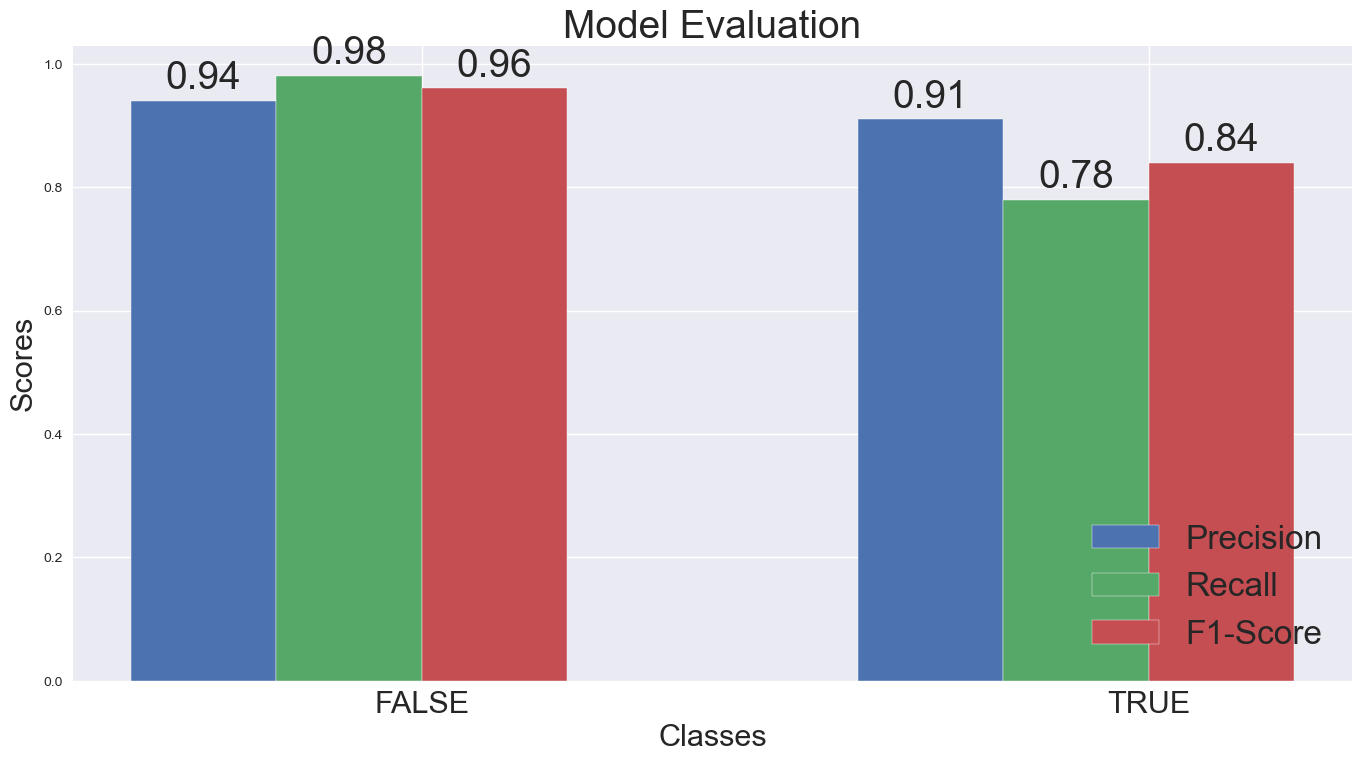 Model Evaluation
0.94
0.98
0.96
0.91
0.78
0.84
1.0
0.8
0.6
0.4
0.2
0.0
Scores
Precision
Recall
F1-Score
FALSE
TRUE
Classes